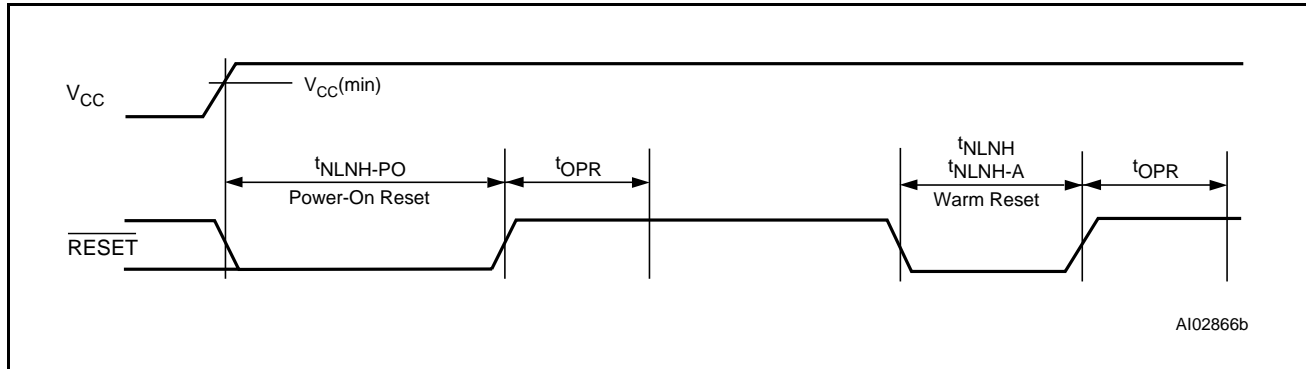 VCC
VCC(min)
tNLNH-PO
Power-On Reset
tOPR
tNLNH
tNLNH-A
Warm Reset
tOPR
RESET
AI02866b